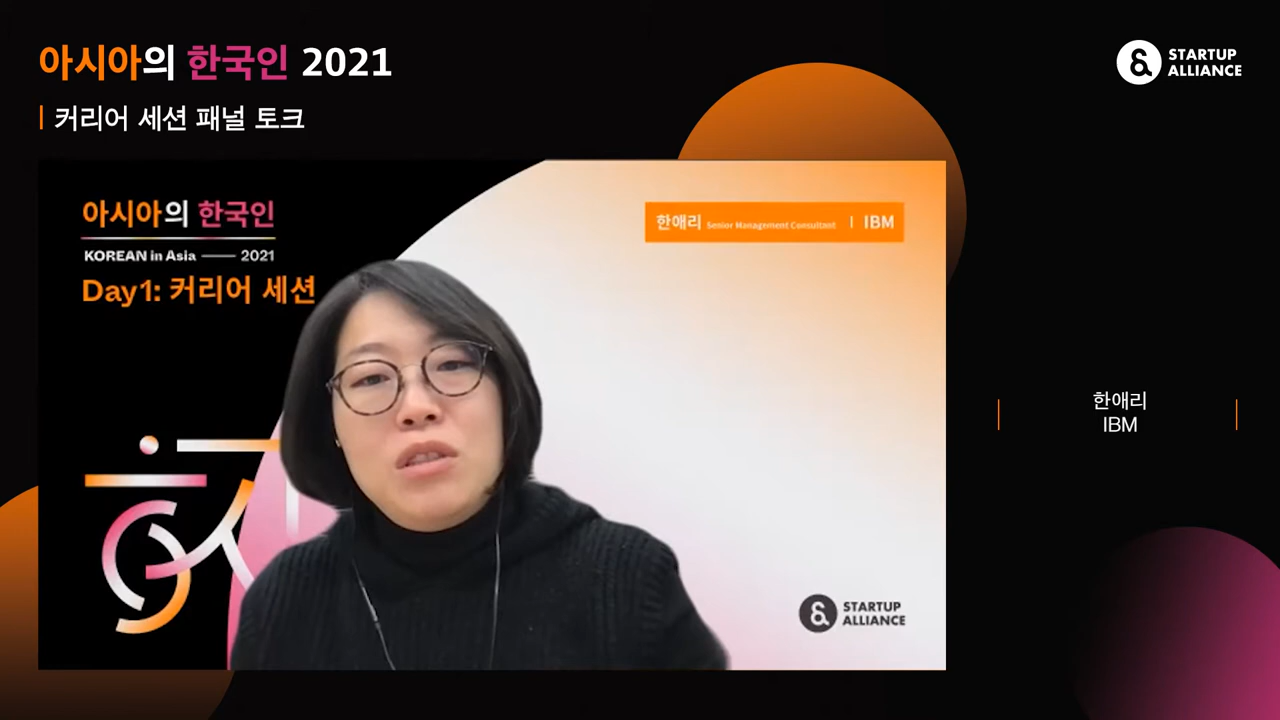 아시아의 한국인 2021
커리어 세션 패널 토크
STARTUP
ALLIANCE
아시아의 한국인
KOREAN in Asia 2021
Day1: 커리어 세션
한애리 Senior Management Consultant | IBM
한애리
IBM
STARTUP
ALLIANCE